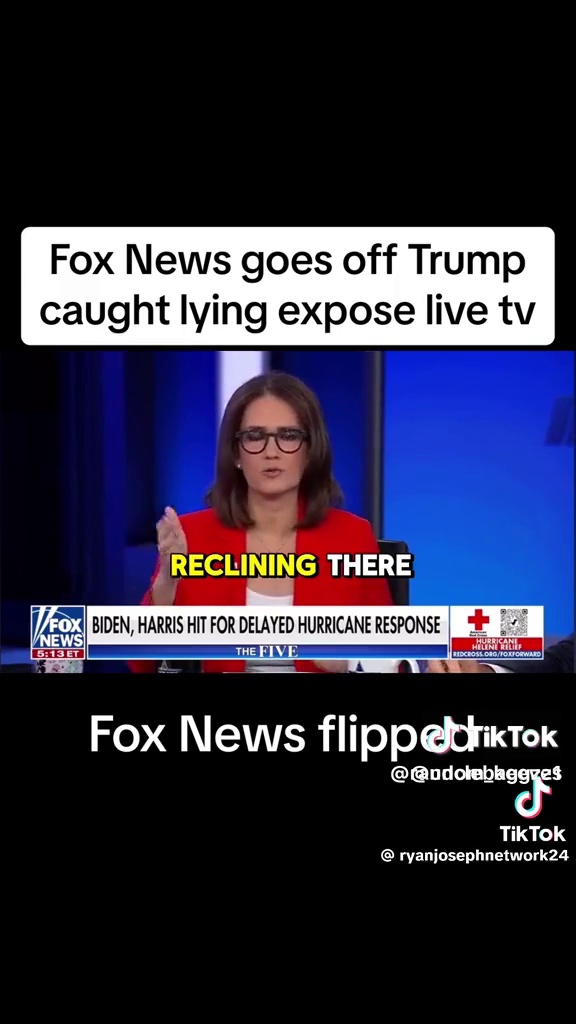 Fox News goes off Trump
caught lying expose live tv
RECLINING THERE
FOX
NEWS
5:13 ET
BIDEN, HARRIS HIT FOR DELAYED HURRICANE RESPONSE
THE FIVE
HURRICANE
HELENE RELIEF
REDCROSS.ORG/FOXFORWARD
Fox News flipped
TikTok
TikTok
@ ryanjosephnetwork24